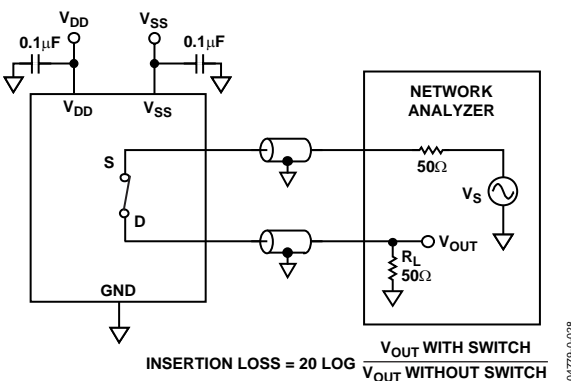 VDD
VSS
0.1μF
0.1μF
VDD
VSS
NETWORK
ANALYZER
S
50Ω
VS
D
VOUT
RL
50Ω
GND
INSERTION LOSS = 20 LOG VOUT WITH SWITCH
VOUT WITHOUT SWITCH
04779-0-028